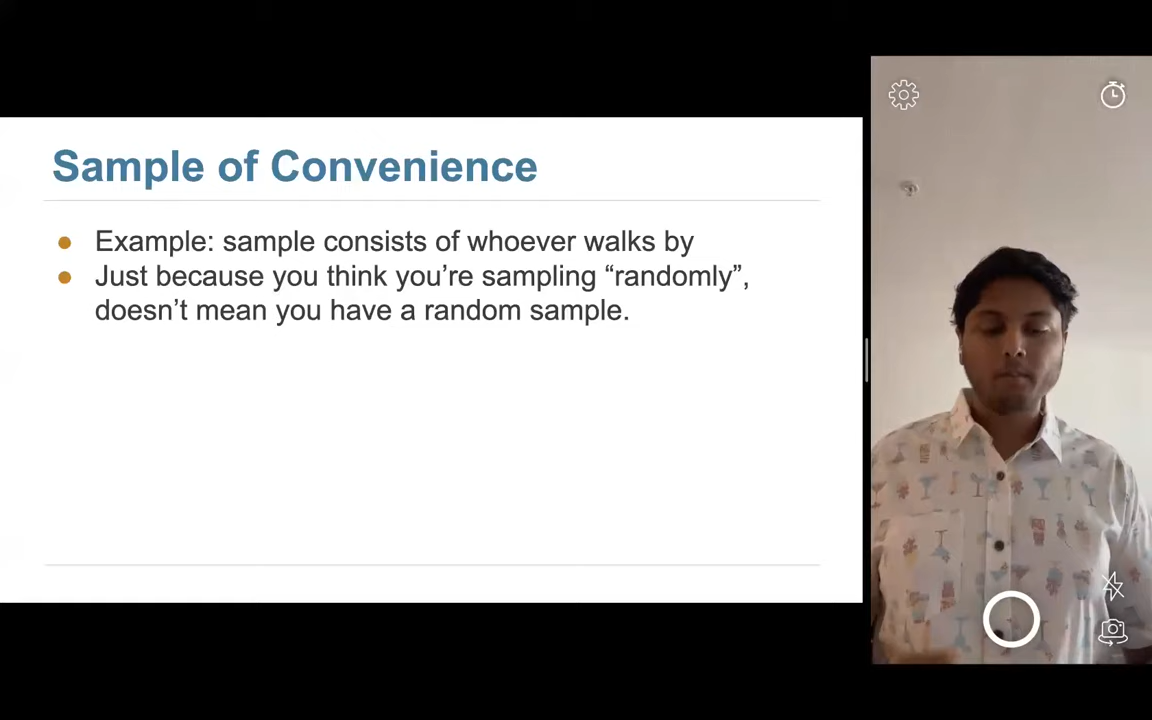 Sample of Convenience
● Example: sample consists of whoever walks by
● Just because you think you’re sampling “randomly”,
doesn’t mean you have a random sample.